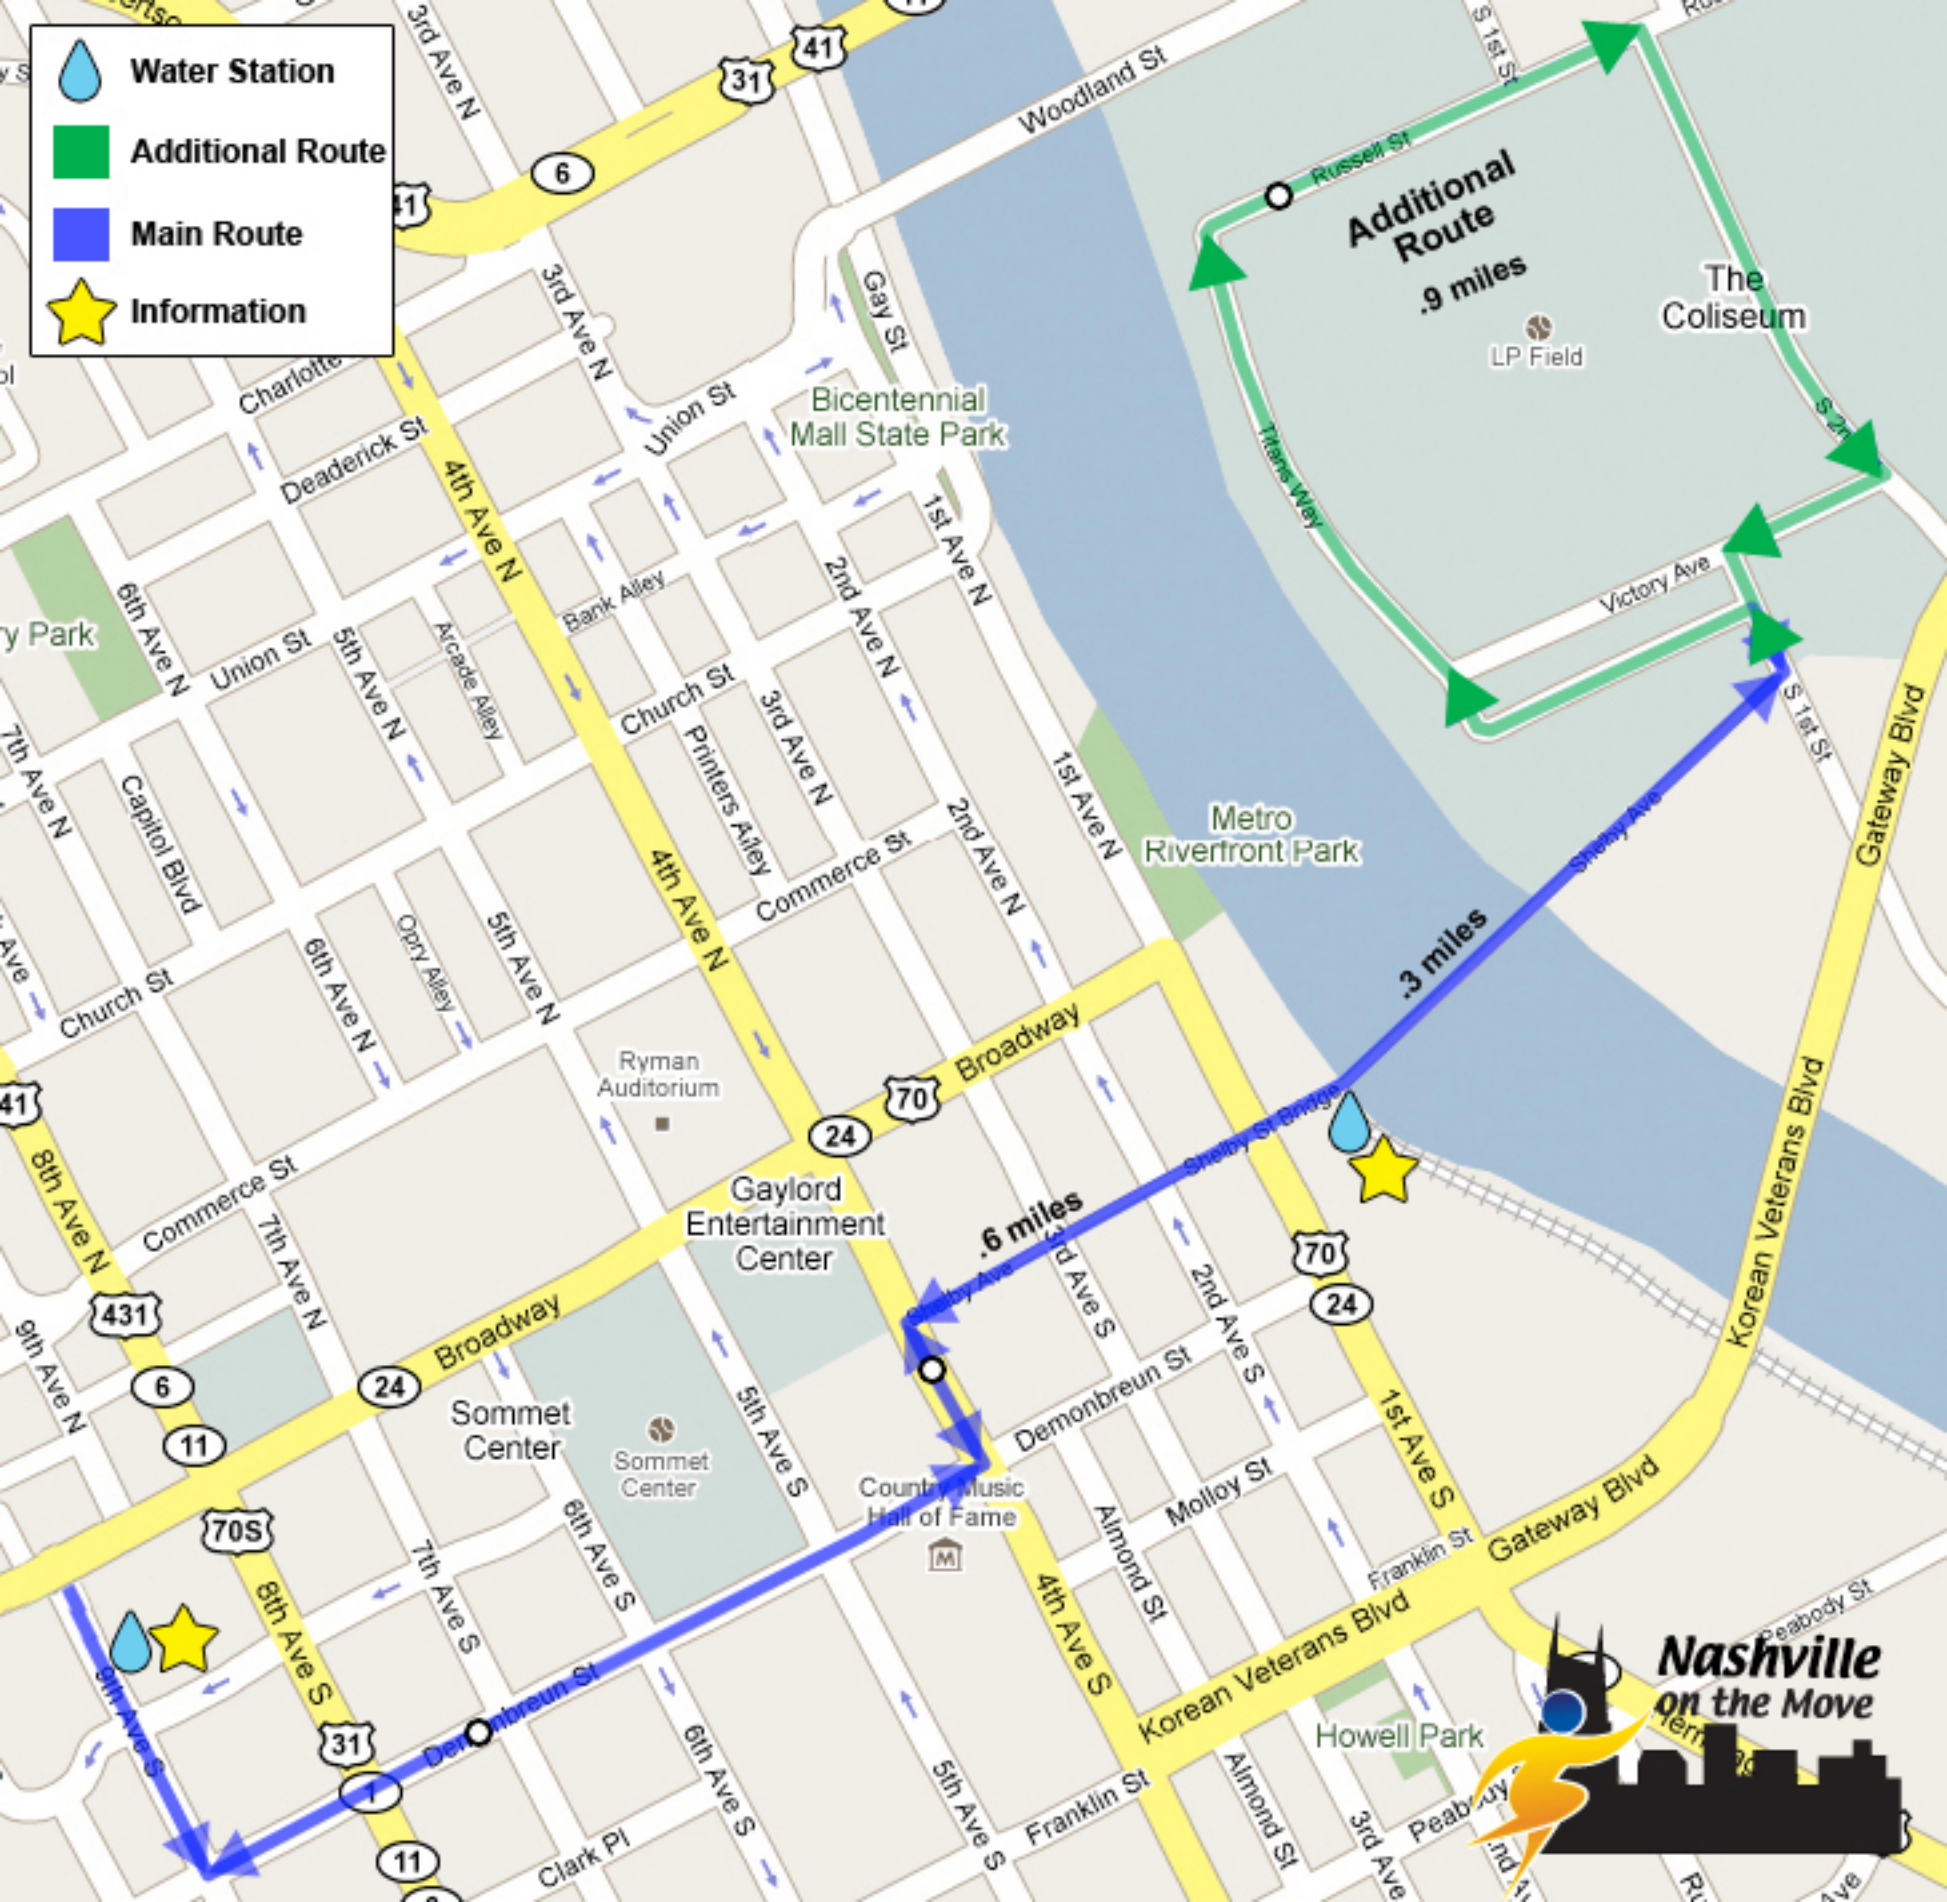 Water Station
Additional Route
Main Route
Information
3rd Ave N
41
31
6
41
Woodland St
S 1st St
Russell St
Additional
Route
.9 miles
The
Coliseum
LP Field
Charlotte
Deaderick St
3rd Ave N
Gay St
Union St
Bicentennial
Mall State Park
4th Ave N
1st Ave N
Titans Way
Victory Ave
S 1st St
Gateway Blvd
6th Ave N
Union St
5th Ave N
Arcade Alley
Bank Alley
2nd Ave N
Church St
3rd Ave N
Printers Alley
1st Ave N
Metro
Riverfront Park
7th Ave N
Capitol Blvd
Church St
6th Ave N
Opry Alley
5th Ave N
4th Ave N
Commerce St
2nd Ave N
Shelby Ave
.3 miles
41
8th Ave N
Commerce St
Ryman
Auditorium
70
24
Broadway
Shelby St Bridge
Gaylord
Entertainment
Center
.6 miles
Shelby Ave
3rd Ave S
2nd Ave S
70
24
Korean Veterans Blvd
7th Ave N
431
9th Ave N
6
11
24
Broadway
Sommet
Center
Sommet
Center
5th Ave S
Demonbreun St
1st Ave S
Country Music
Hall of Fame
M
Molloy St
Almond St
Franklin St
Gateway Blvd
70S
8th Ave S
7th Ave S
6th Ave S
4th Ave S
Korean Veterans Blvd
Peabody St
9th Ave S
Demonbreun St
31
1
11
Clark Pl
6th Ave S
5th Ave S
Franklin St
Almond St
3rd Ave
Howell Park
Peabody
Nashville
on the Move